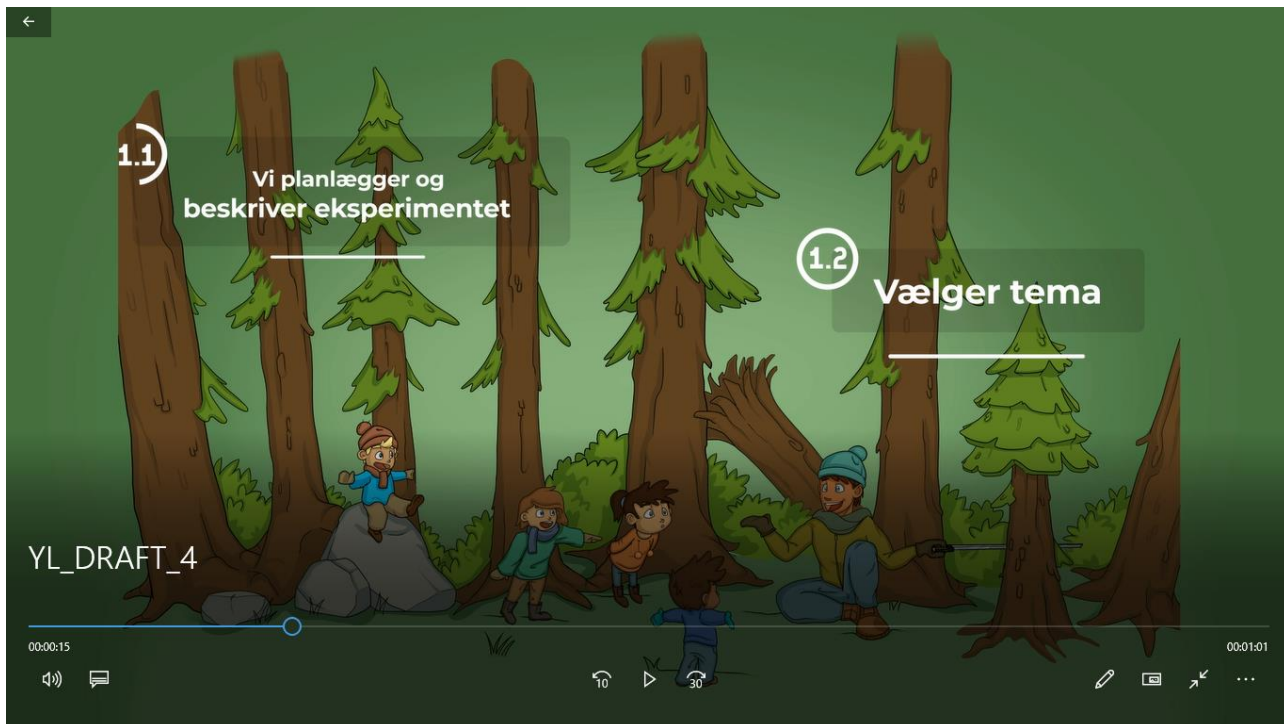 1.1
Vi planlægger og
beskriver eksperimentet
1.2
Vælger tema
YL_DRAFT_4
00:00:15
00:01:01
10
30